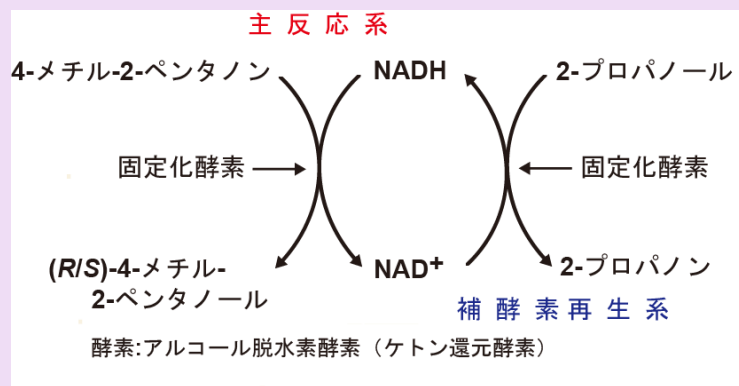 主反応系
4-メチル-2-ペンタノン
NADH
2-プロパノール
固定化酵素
固定化酵素
(R/S)-4-メチル-
2-ペンタノール
NAD⁺
2-プロパノン
補酵素再生系
酵素:アルコール脱水素酵素（ケトン還元酵素）